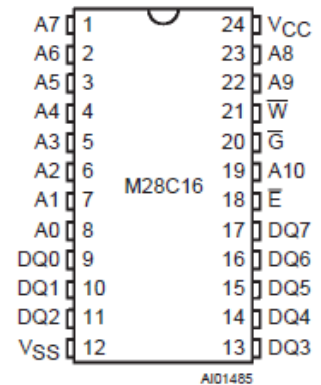 A7 1 24 VCC
A6 2 23 A8
A5 3 22 A9
A4 4 21 W̅
A3 5 20 G̅
A2 6 19 A10
A1 7 M28C16 18 E̅
A0 8 17 DQ7
DQ0 9 16 DQ6
DQ1 10 15 DQ5
DQ2 11 14 DQ4
VSS 12 13 DQ3
AI01485